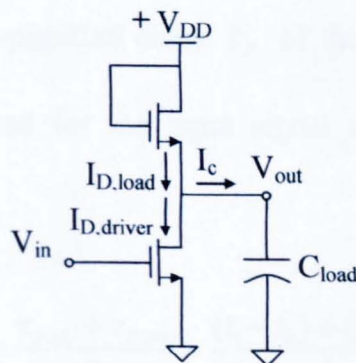 + V_DD
I_D,load
I_c
V_out
I_D,driver
V_in
C_load